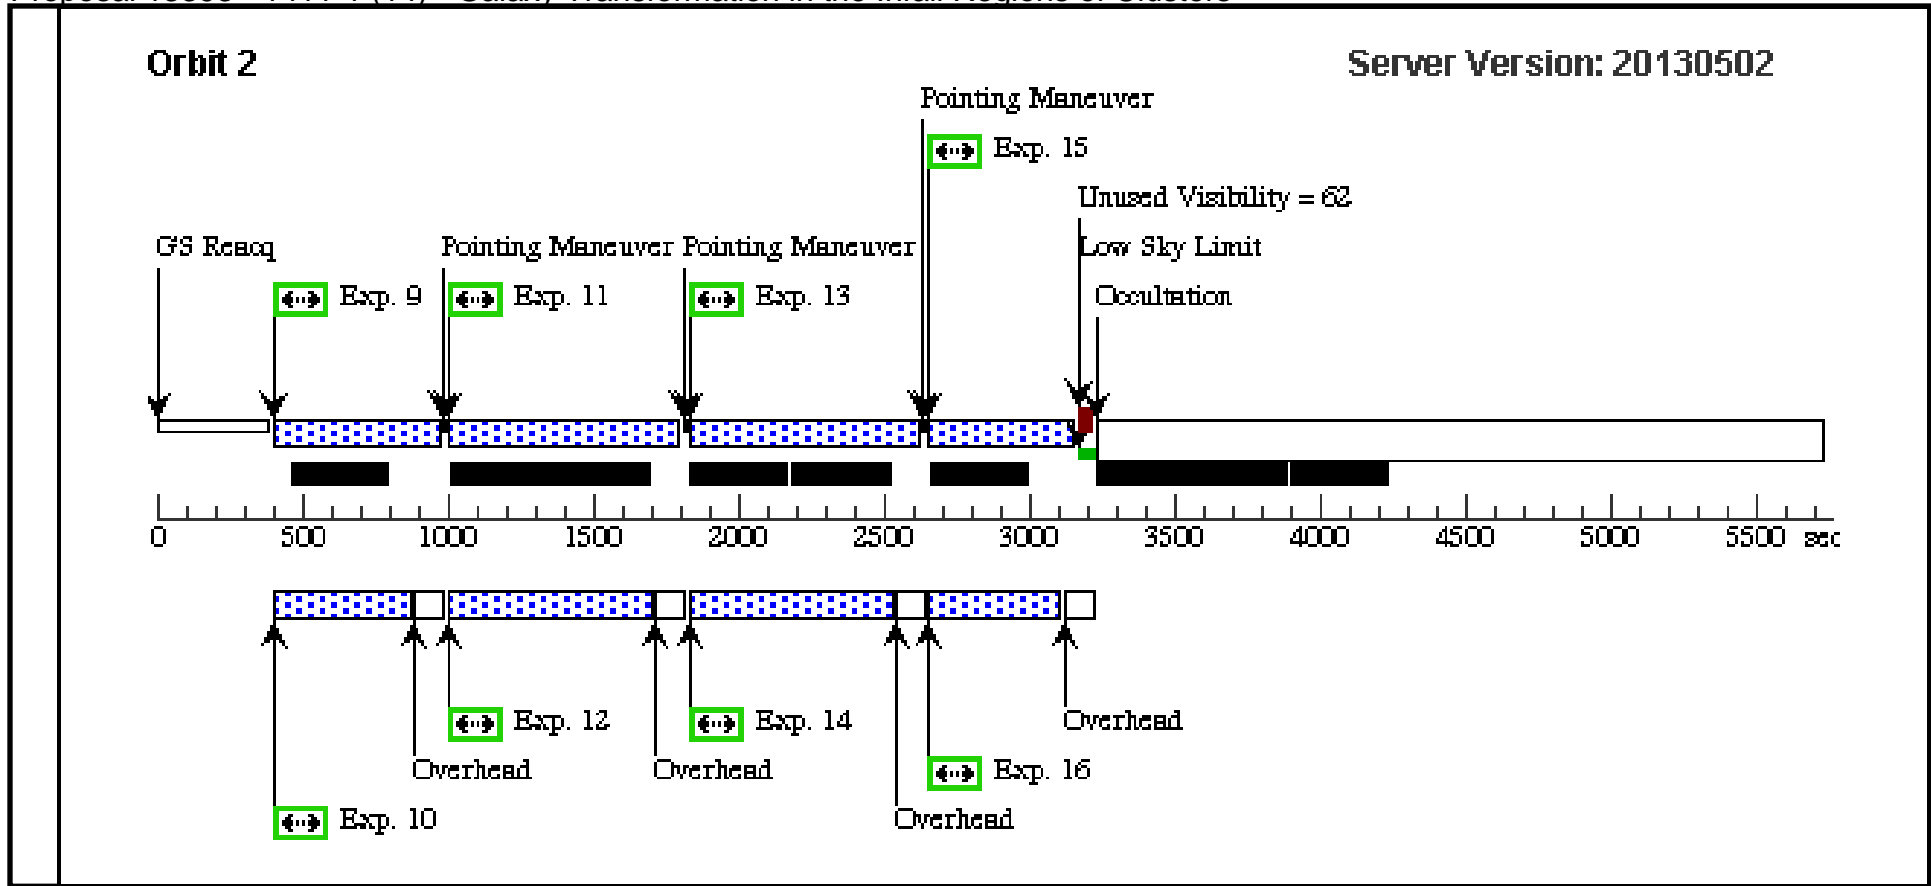 Orbit 2
Server Version: 20130502
Pointing Maneuver
Exp. 15
Unused Visibility = 62
GS Reacq
Pointing Maneuver
Pointing Maneuver
Low Sky Limit
Exp. 9
Exp. 11
Exp. 13
Occultation
0 500 1000 1500 2000 2500 3000 3500 4000 4500 5000 5500 sec
Exp. 12
Exp. 14
Overhead
Overhead
Overhead
Exp. 16
Exp. 10
Overhead